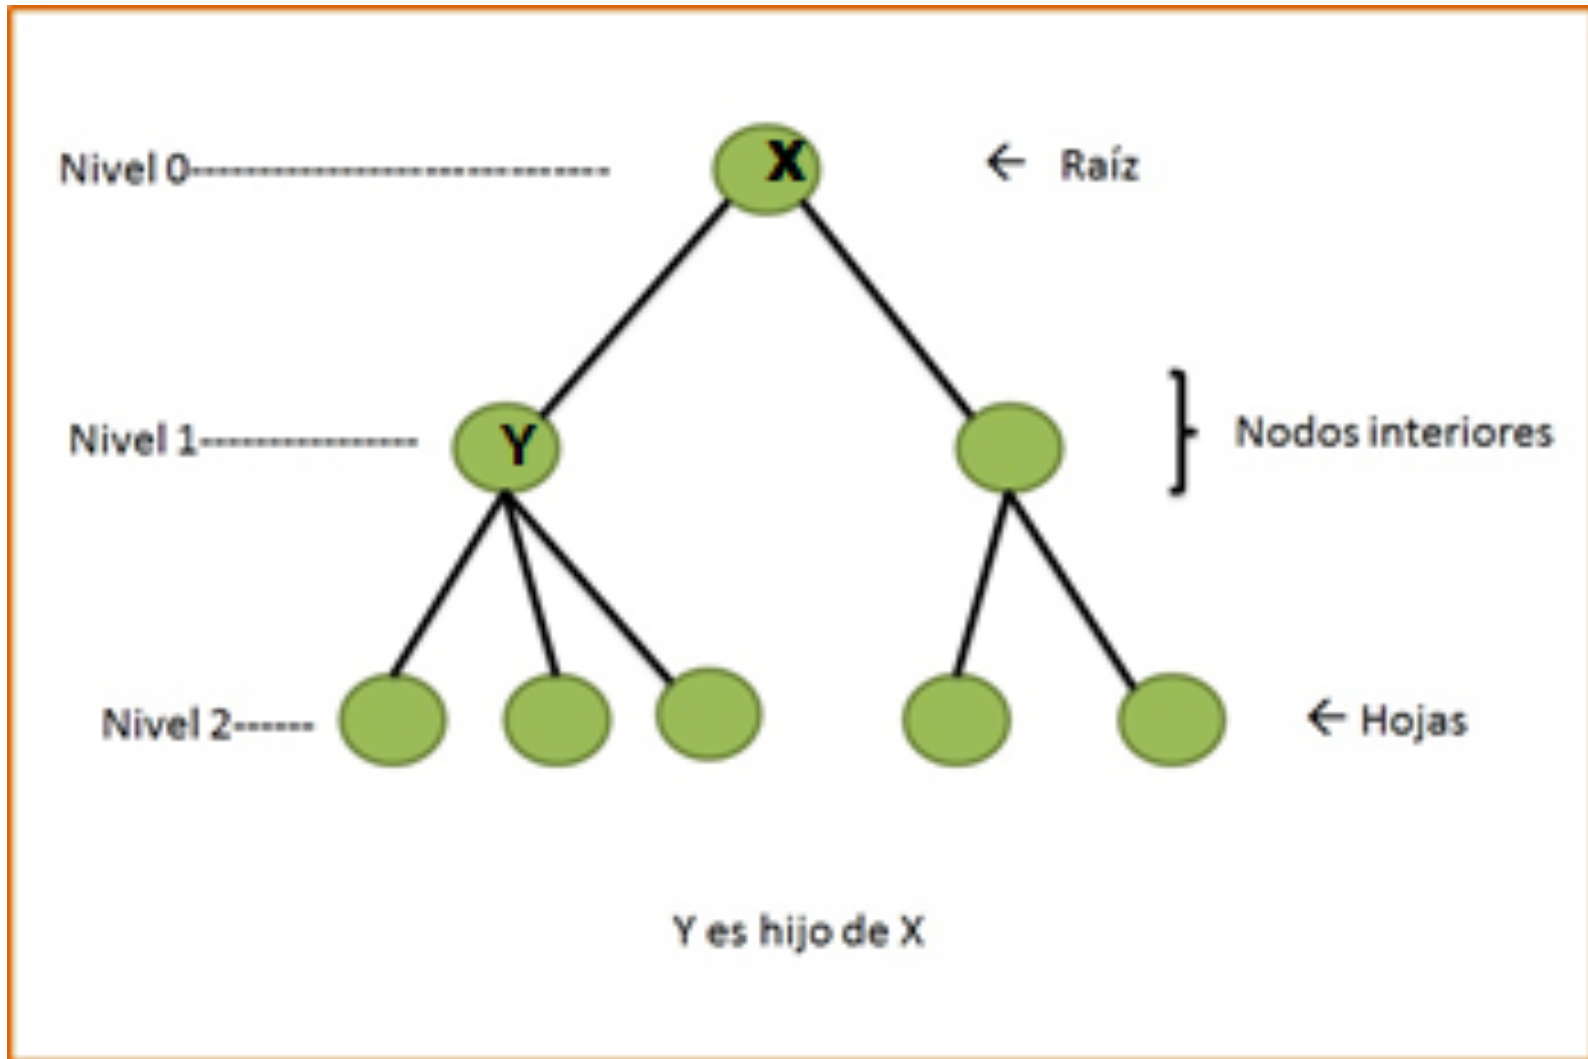 Nivel 0------------------------------
X
← Raíz
Nivel 1----------------
Y
Nodos interiores
Nivel 2------
← Hojas
Y es hijo de X